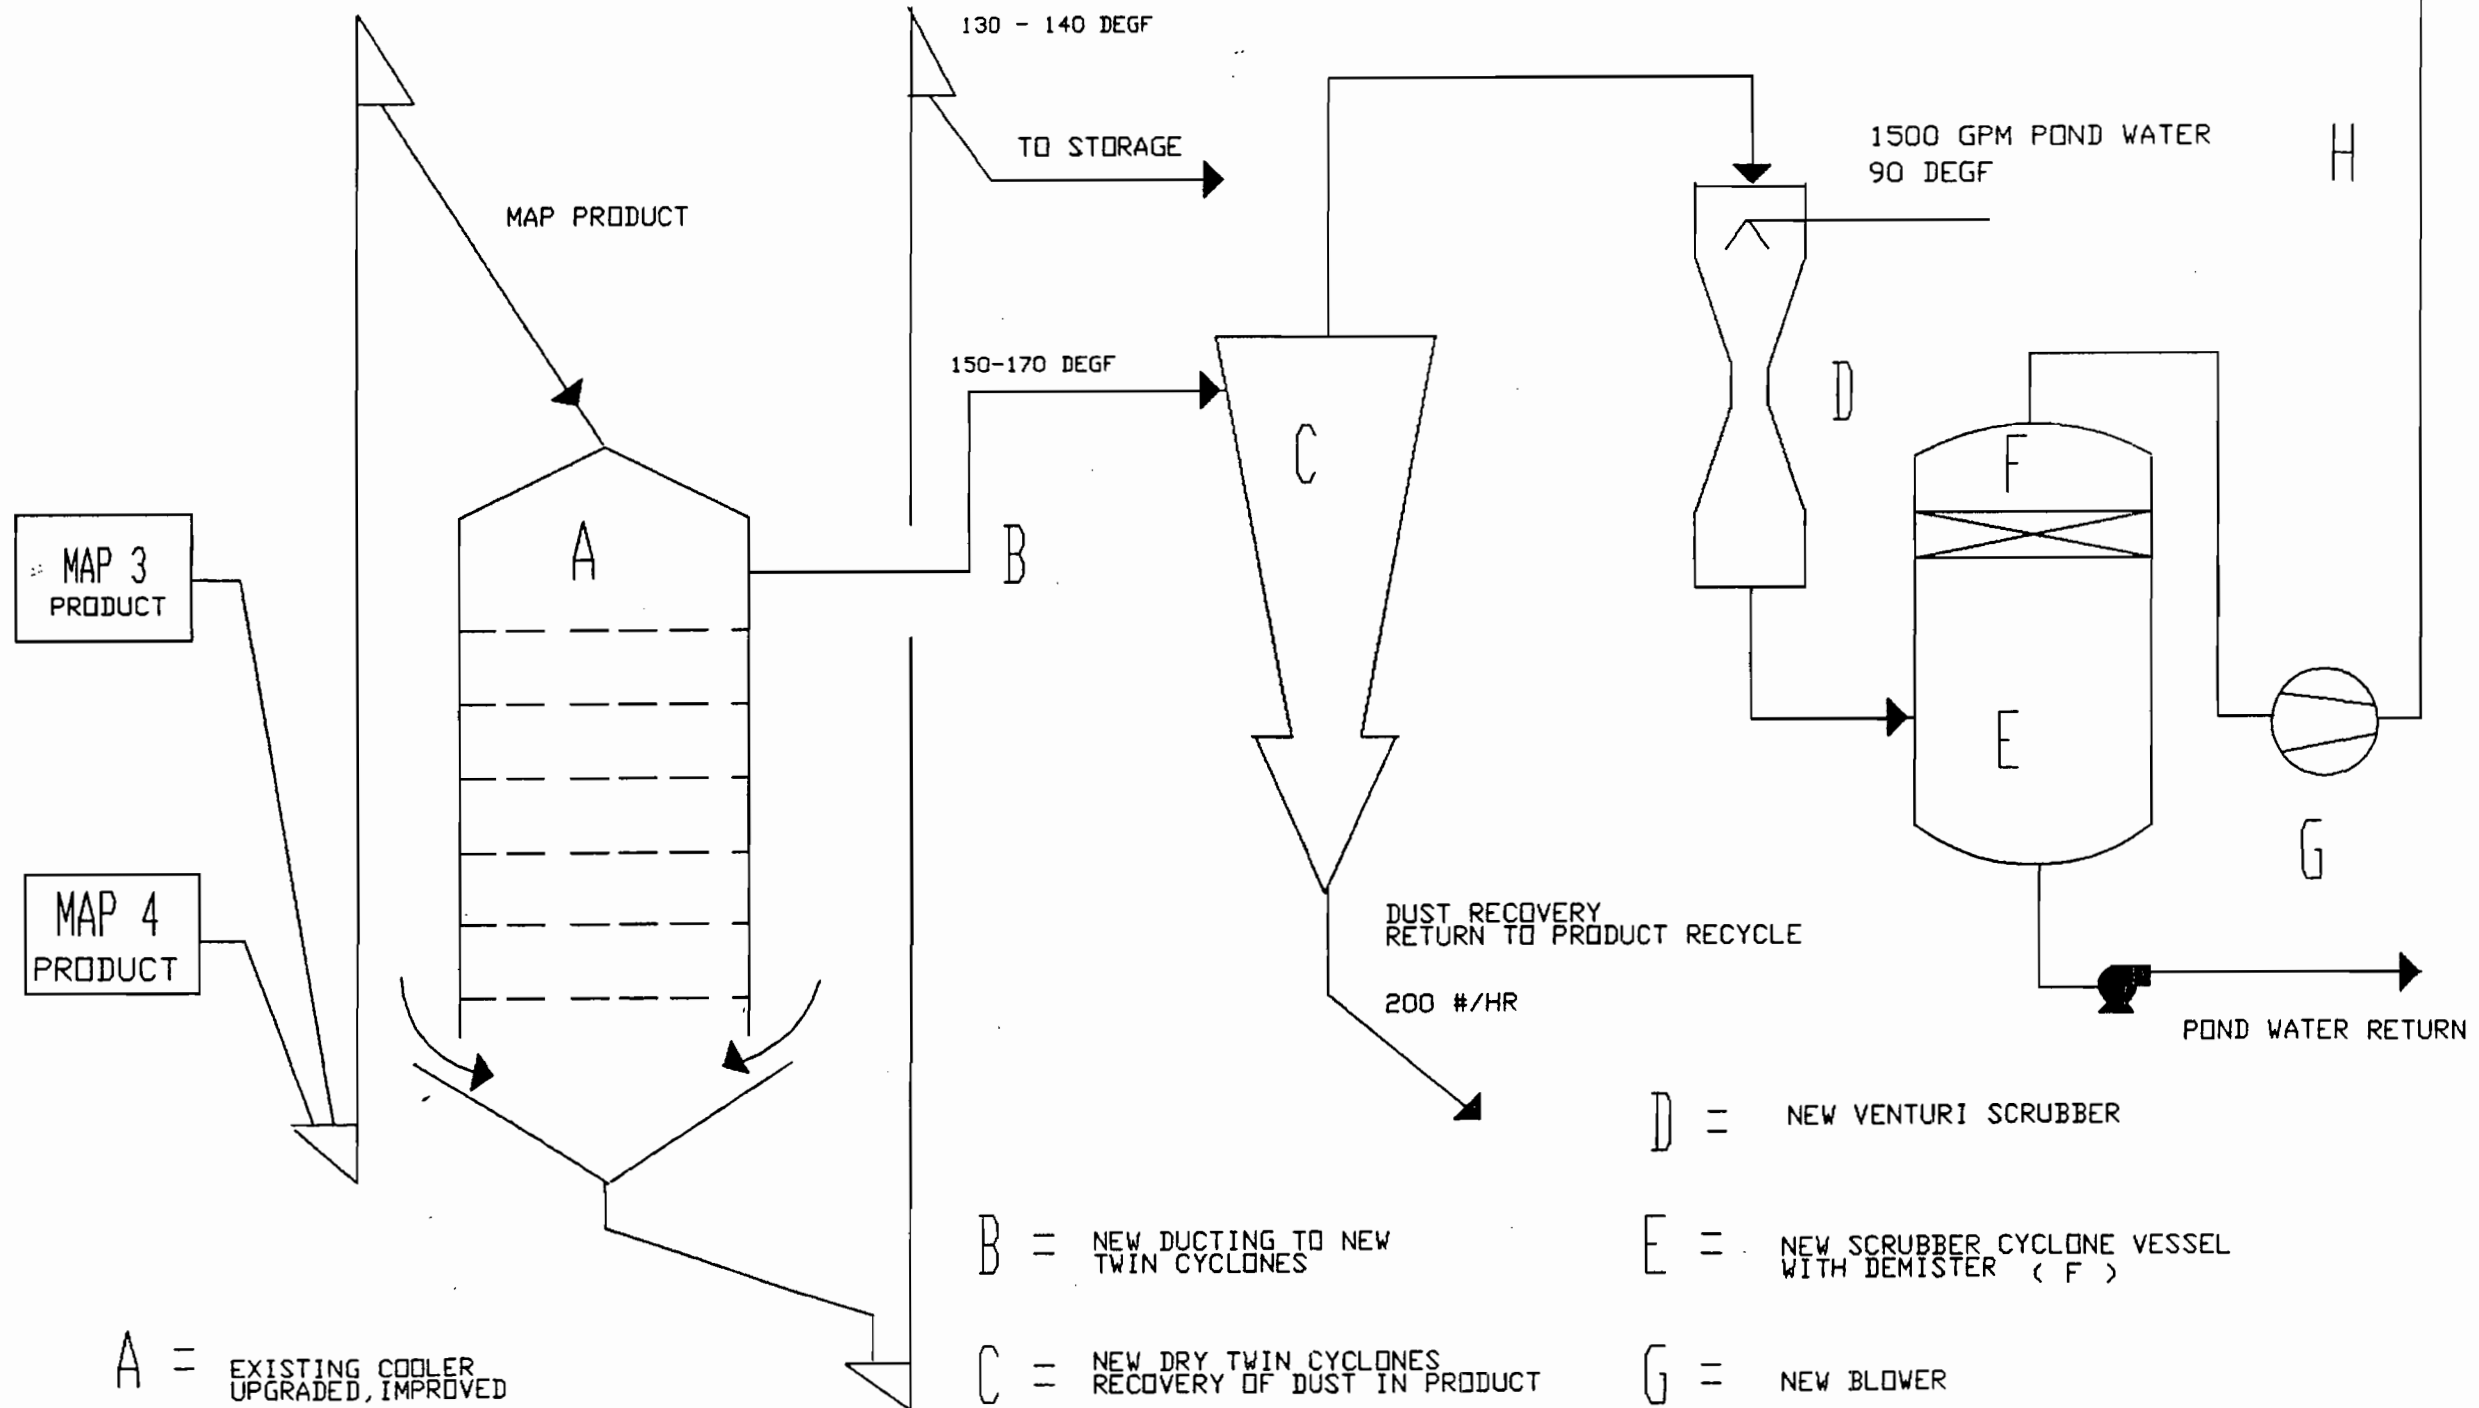 130 - 140 DEGF
TO STORAGE
1500 GPM POND WATER
90 DEGF
H
MAP PRODUCT
150-170 DEGF
D
C
F
A
B
MAP 3
PRODUCT
E
G
MAP 4
PRODUCT
DUST RECOVERY
RETURN TO PRODUCT RECYCLE
200 #/HR
POND WATER RETURN
D = NEW VENTURI SCRUBBER
B = NEW DUCTING TO NEW
TWIN CYCLONES
E = NEW SCRUBBER CYCLONE VESSEL
WITH DEMISTER ( F )
A = EXISTING COOLER
UPGRADED, IMPROVED
C = NEW DRY TWIN CYCLONES
RECOVERY OF DUST IN PRODUCT
G = NEW BLOWER